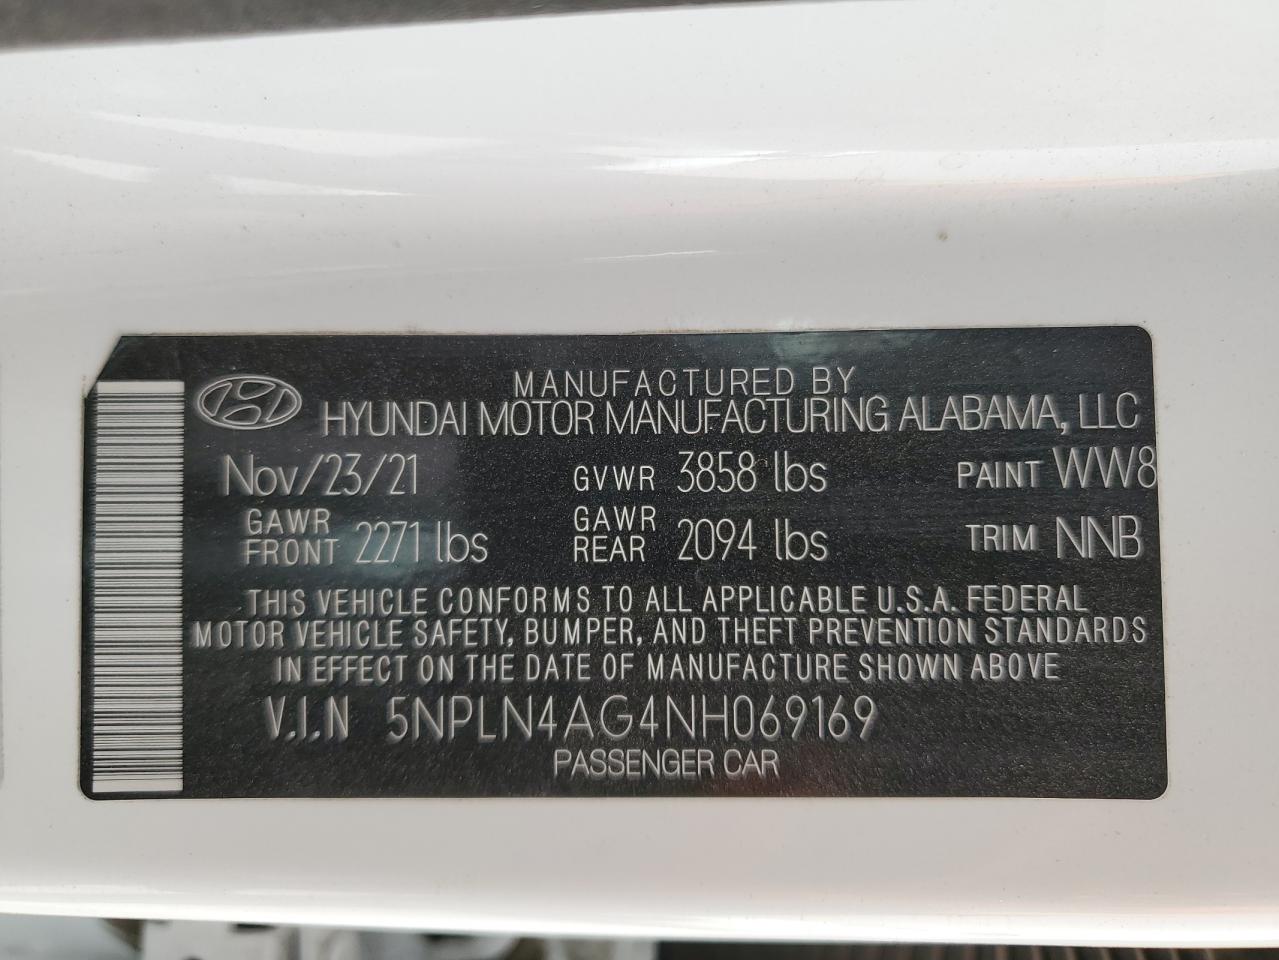 MANUFACTURED BY
HYUNDAI MOTOR MANUFACTURING ALABAMA, LLC
Nov/23/21 GVWR 3858 lbs PAINT WW8
GAWR FRONT 2271 lbs GAWR REAR 2094 lbs TRIM NNB
THIS VEHICLE CONFORMS TO ALL APPLICABLE U.S.A. FEDERAL
MOTOR VEHICLE SAFETY, BUMPER, AND THEFT PREVENTION STANDARDS
IN EFFECT ON THE DATE OF MANUFACTURE SHOWN ABOVE
V.I.N 5NPLN4AG4NH069169
PASSENGER CAR